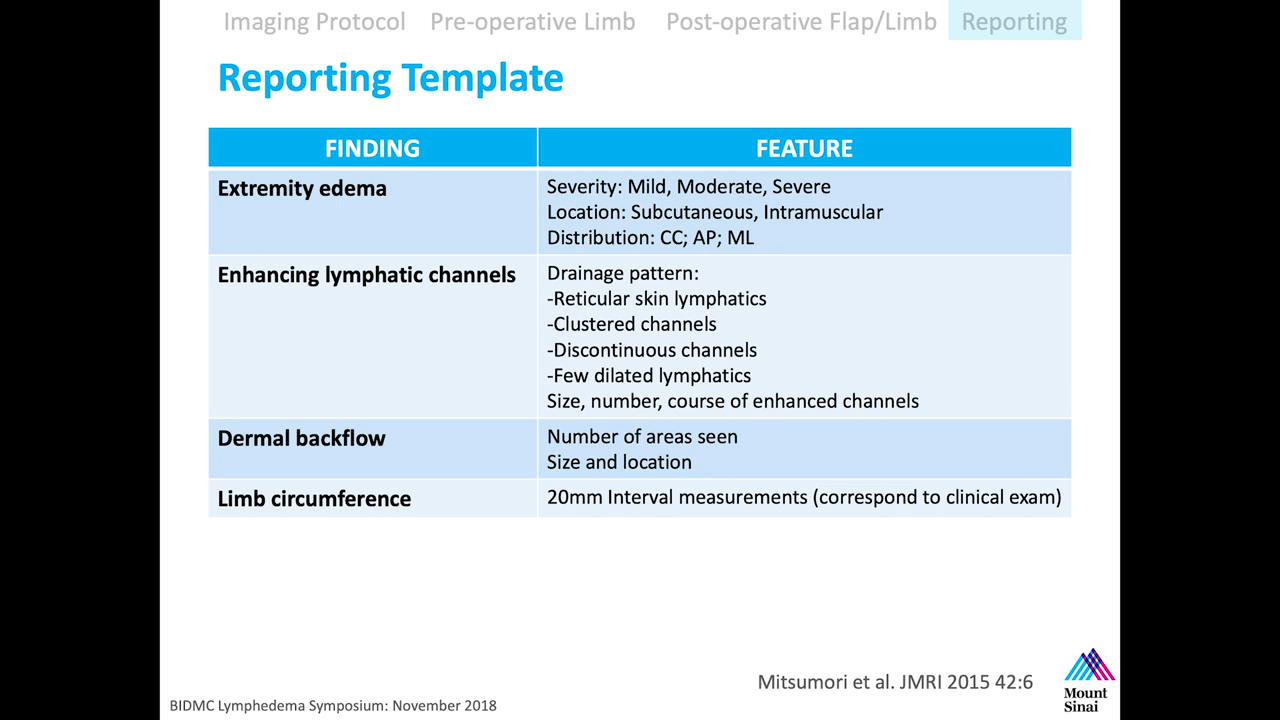 Imaging Protocol Pre-operative Limb Post-operative Flap/Limb Reporting
Reporting Template
FINDING FEATURE
Extremity edema
Severity: Mild, Moderate, Severe
Location: Subcutaneous, Intramuscular
Distribution: CC; AP; ML
Enhancing lymphatic channels
Drainage pattern:
-Reticular skin lymphatics
-Clustered channels
-Discontinuous channels
-Few dilated lymphatics
Size, number, course of enhanced channels
Dermal backflow
Number of areas seen
Size and location
Limb circumference
20mm Interval measurements (correspond to clinical exam)
Mitsumori et al. JMRI 2015 42:6
Mount
Sinai
BIDMC Lymphedema Symposium: November 2018